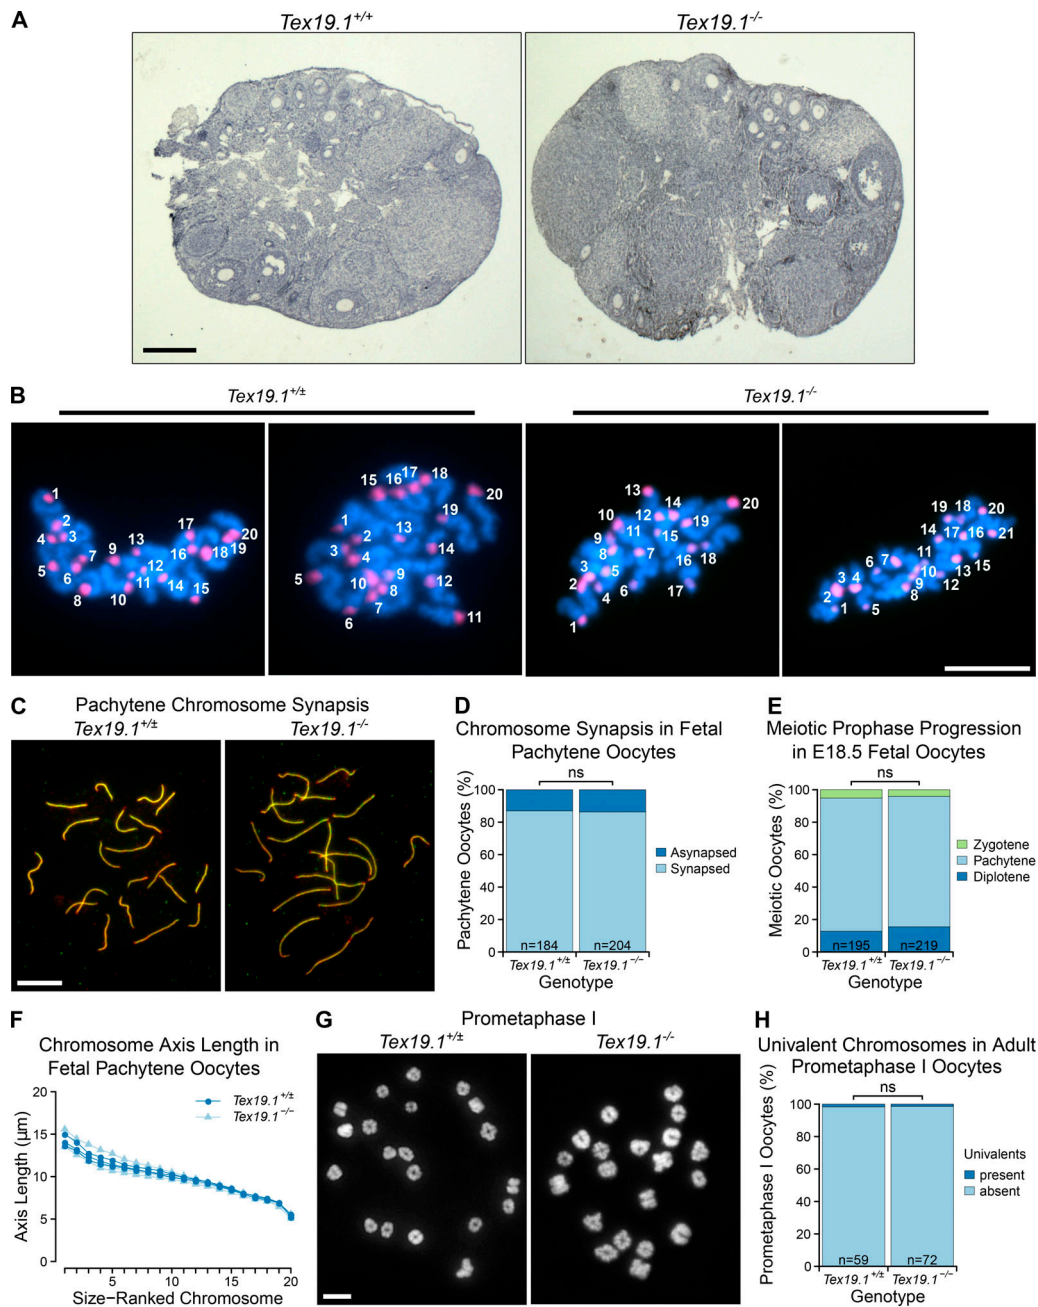 A
Tex19.1+/+
Tex19.1-/-
B
Tex19.1+/±
Tex19.1-/-
1 2 4 3 5 6 7 8 9 13 10 11 12 14 15 16 17 18 19 20
15 16 17 18 20 19 1 2 13 3 4 14 5 10 9 8 12 7 6 11
13 20 10 12 14 19 11 15 9 8 7 16 18 3 5 2 4 6 17 1
19 18 20 14 17 16 21 11 6 7 10 13 15 3 4 9 12 2 8 1 5
C
Pachytene Chromosome Synapsis
Tex19.1+/±
Tex19.1-/-
D
Chromosome Synapsis in Fetal
Pachytene Oocytes
ns
Pachytene Oocytes (%)
100
80
60
40
20
0
n=184
n=204
Tex19.1+/±
Tex19.1−/−
Genotype
Asynapsed
Synapsed
E
Meiotic Prophase Progression
in E18.5 Fetal Oocytes
ns
Meiotic Oocytes (%)
100
80
60
40
20
0
n=195
n=219
Tex19.1+/±
Tex19.1−/−
Genotype
Zygotene
Pachytene
Diplotene
F
Chromosome Axis Length in
Fetal Pachytene Oocytes
Axis Length (µm)
20
15
10
5
0
Tex19.1+/±
Tex19.1−/−
5 10 15 20
Size−Ranked Chromosome
G
Prometaphase I
Tex19.1+/±
Tex19.1-/-
H
Univalent Chromosomes in Adult
Prometaphase I Oocytes
ns
Prometaphase I Oocytes (%)
100
80
60
40
20
0
n=59
n=72
Tex19.1+/±
Tex19.1−/−
Genotype
Univalents
present
absent